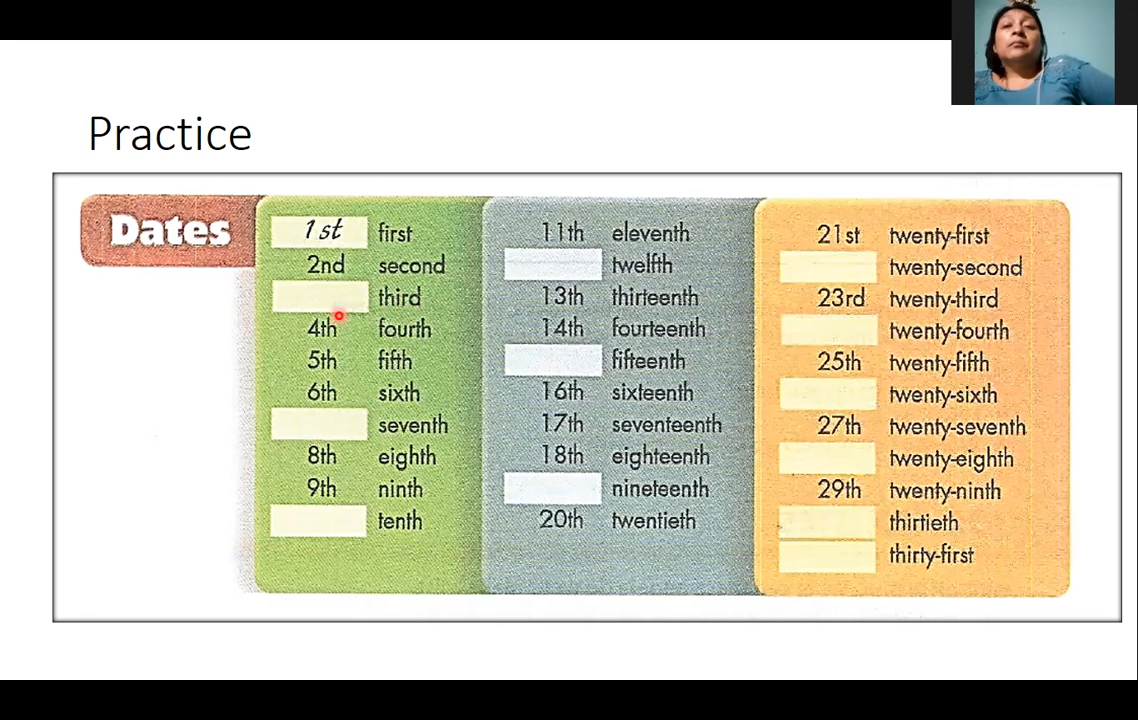 Practice
Dates
1st first
2nd second
third
4th fourth
5th fifth
6th sixth
seventh
8th eighth
9th ninth
tenth
11th eleventh
twelfth
13th thirteenth
14th fourteenth
fifteenth
16th sixteenth
17th seventeenth
18th eighteenth
nineteenth
20th twentieth
21st twenty-first
twenty-second
23rd twenty-third
twenty-fourth
25th twenty-fifth
twenty-sixth
27th twenty-seventh
twenty-eighth
29th twenty-ninth
thirtieth
thirty-first